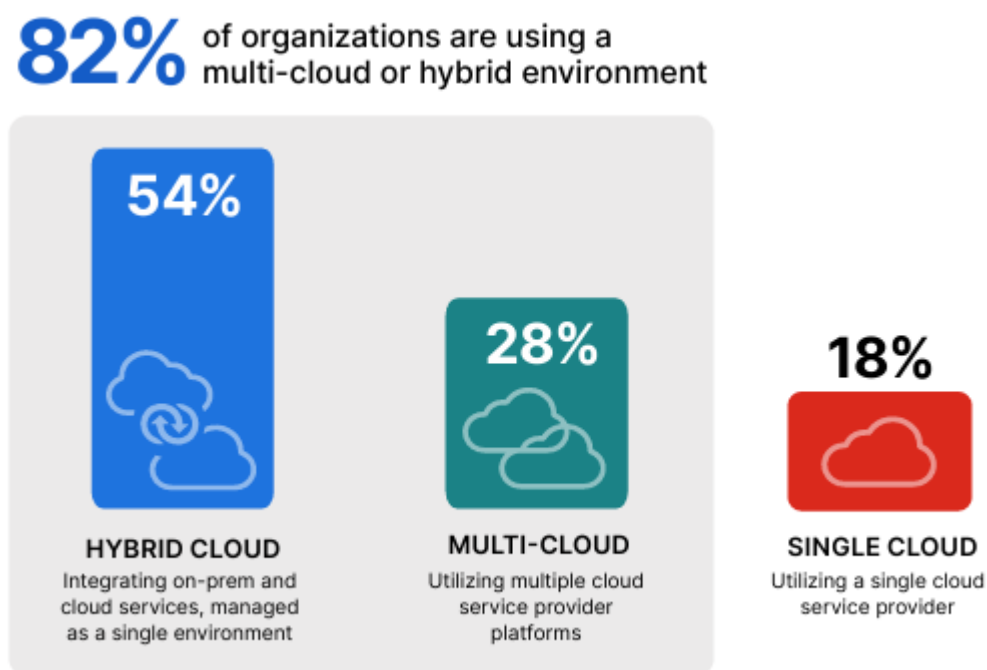 82% of organizations are using a
multi-cloud or hybrid environment
54%
HYBRID CLOUD
Integrating on-prem and
cloud services, managed
as a single environment
28%
MULTI-CLOUD
Utilizing multiple cloud
service provider
platforms
18%
SINGLE CLOUD
Utilizing a single cloud
service provider